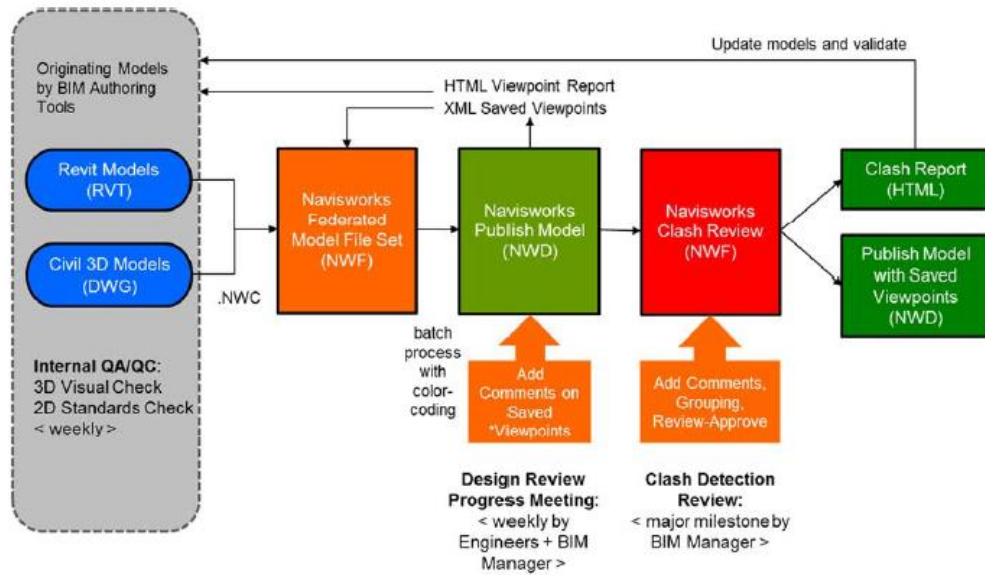 Update models and validate
Originating Models
by BIM Authoring
Tools
HTML Viewpoint Report
XML Saved Viewpoints
Revit Models
(RVT)
Civil 3D Models
(DWG)
.NWC
Navisworks
Federated
Model File Set
(NWF)
Navisworks
Publish Model
(NWD)
Navisworks
Clash Review
(NWF)
Clash Report
(HTML)
Publish Model
with Saved
Viewpoints
(NWD)
Internal QA/QC:
3D Visual Check
2D Standards Check
< weekly >
batch
process
with
color-
coding
Add
Comments on
Saved
*Viewpoints
Add Comments,
Grouping,
Review-Approve
Design Review
Progress Meeting:
< weekly by
Engineers + BIM
Manager >
Clash Detection
Review:
< major milestone by
BIM Manager >